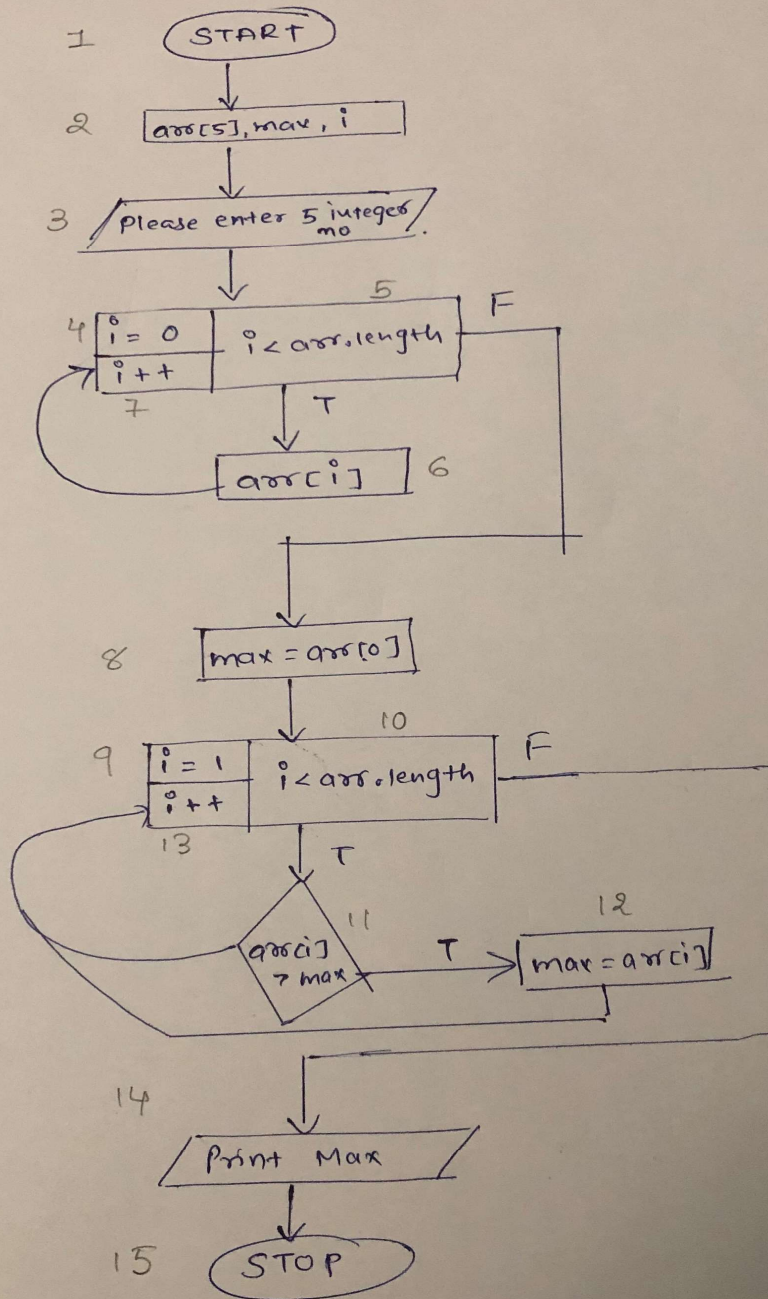 1 START
2 arr[5], max, i
3 Please enter 5 integer
no.
5
4 i = 0 i < arr.length F
i++
7 T
arr[i] 6
8 max = arr[0]
10
9 i = 1 i < arr.length F
i++
13 T
11 12
arr[i] T max = arr[i]
> max
14
Print Max
15 STOP